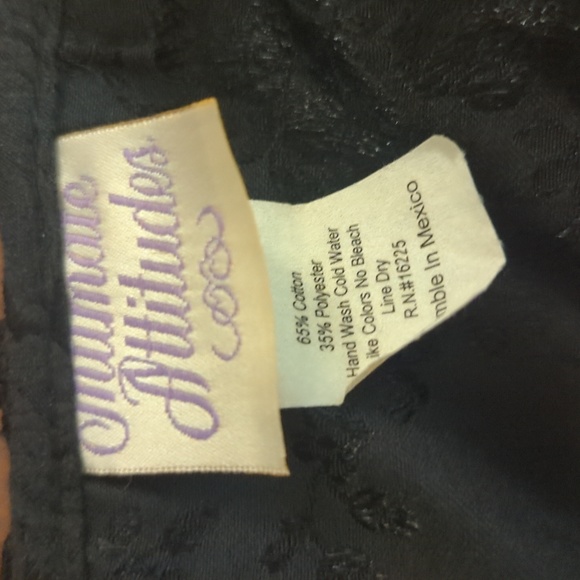 Intimate
Attitudes
65% Cotton
35% Polyester
Hand Wash Cold Water
ike Colors No Bleach
Line Dry
R.N#16225
mble In Mexico